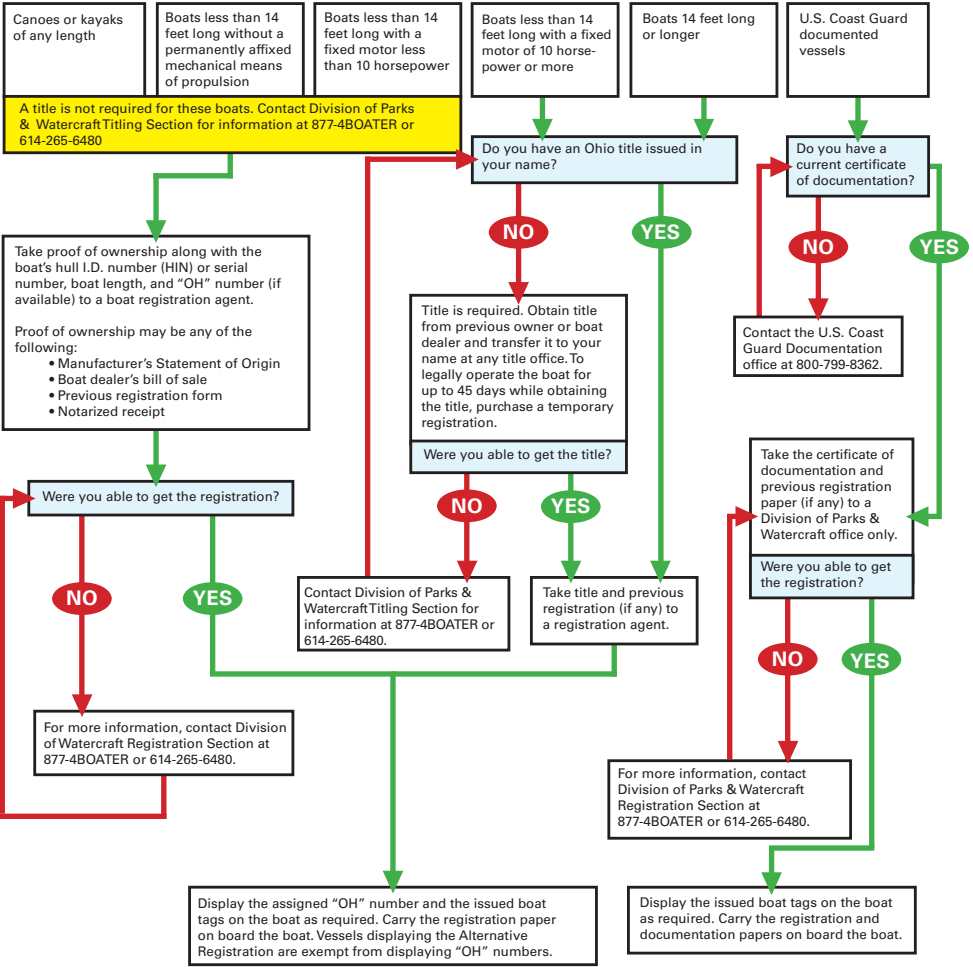 Canoes or kayaks
of any length
Boats less than 14
feet long without a
permanently affixed
mechanical means
of propulsion
Boats less than 14
feet long with a
fixed motor less
than 10 horsepower
Boats less than 14
feet long with a fixed
motor of 10 horse-
power or more
Boats 14 feet long
or longer
U.S. Coast Guard
documented
vessels
A title is not required for these boats. Contact Division of Parks
& Watercraft Titling Section for information at 877-4BOATER or
614-265-6480
Do you have an Ohio title issued in
your name?
Do you have a
current certificate
of documentation?
NO
YES
NO
YES
Take proof of ownership along with the
boat's hull I.D. number (HIN) or serial
number, boat length, and “OH” number (if
available) to a boat registration agent.
Proof of ownership may be any of the
following:
• Manufacturer's Statement of Origin
• Boat dealer's bill of sale
• Previous registration form
• Notarized receipt
Title is required. Obtain title
from previous owner or boat
dealer and transfer it to your
name at any title office. To
legally operate the boat for
up to 45 days while obtaining
the title, purchase a temporary
registration.
Were you able to get the title?
Contact the U.S. Coast
Guard Documentation
office at 800-799-8362.
Take the certificate of
documentation and
previous registration
paper (if any) to a
Division of Parks &
Watercraft office only.
Were you able to get
the registration?
Were you able to get the registration?
NO
YES
NO
YES
Contact Division of Parks &
Watercraft Titling Section for
information at 877-4BOATER or
614-265-6480.
Take title and previous
registration (if any) to
a registration agent.
NO
YES
For more information, contact Division
of Watercraft Registration Section at
877-4BOATER or 614-265-6480.
For more information, contact
Division of Parks & Watercraft
Registration Section at
877-4BOATER or 614-265-6480.
Display the assigned “OH” number and the issued boat
tags on the boat as required. Carry the registration paper
on board the boat. Vessels displaying the Alternative
Registration are exempt from displaying “OH” numbers.
Display the issued boat tags on the boat
as required. Carry the registration and
documentation papers on board the boat.